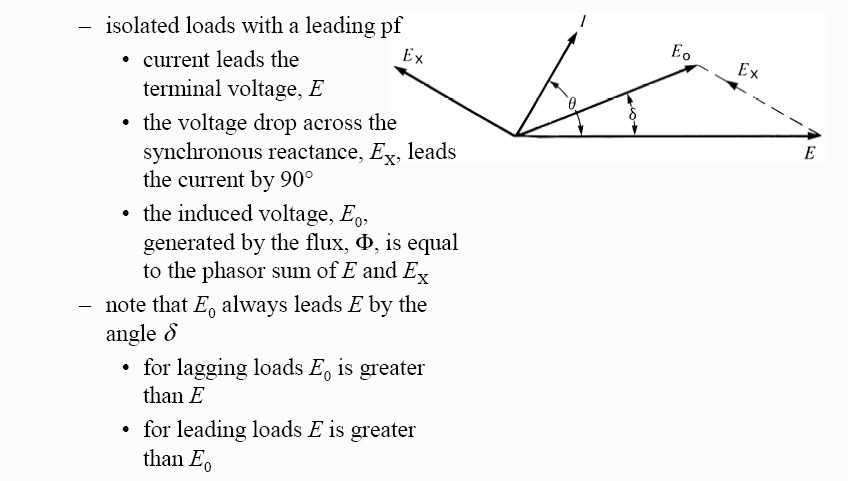 – isolated loads with a leading pf
• current leads the
terminal voltage, E
• the voltage drop across the
synchronous reactance, Eₓ, leads
the current by 90°
• the induced voltage, E₀,
generated by the flux, Φ, is equal
to the phasor sum of E and Eₓ
– note that E₀ always leads E by the
angle δ
• for lagging loads E₀ is greater
than E
• for leading loads E is greater
than E₀
I
Eₓ
E₀
Eₓ
θ
δ
E